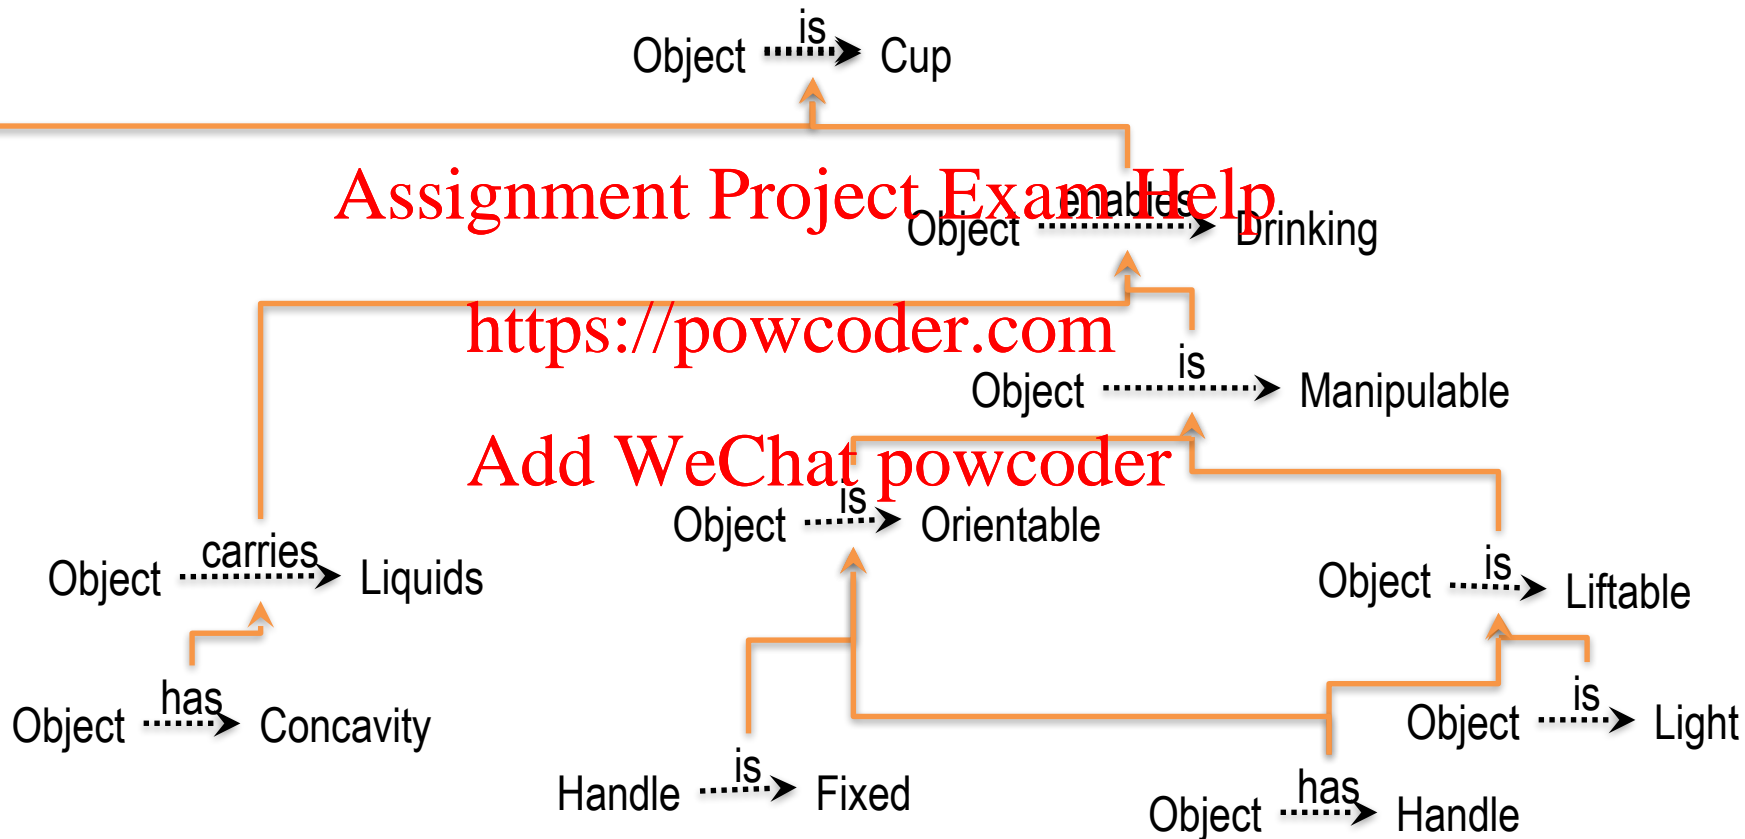 is
Object Cup
Assignment Project Exam Help
enables
Object Drinking
https://powcoder.com
is
Object Manipulable
Add WeChat powcoder
is
Object Orientable
carries
Object Liquids
is
Object Liftable
has
Object Concavity
is
Object Light
is
Handle Fixed
has
Object Handle